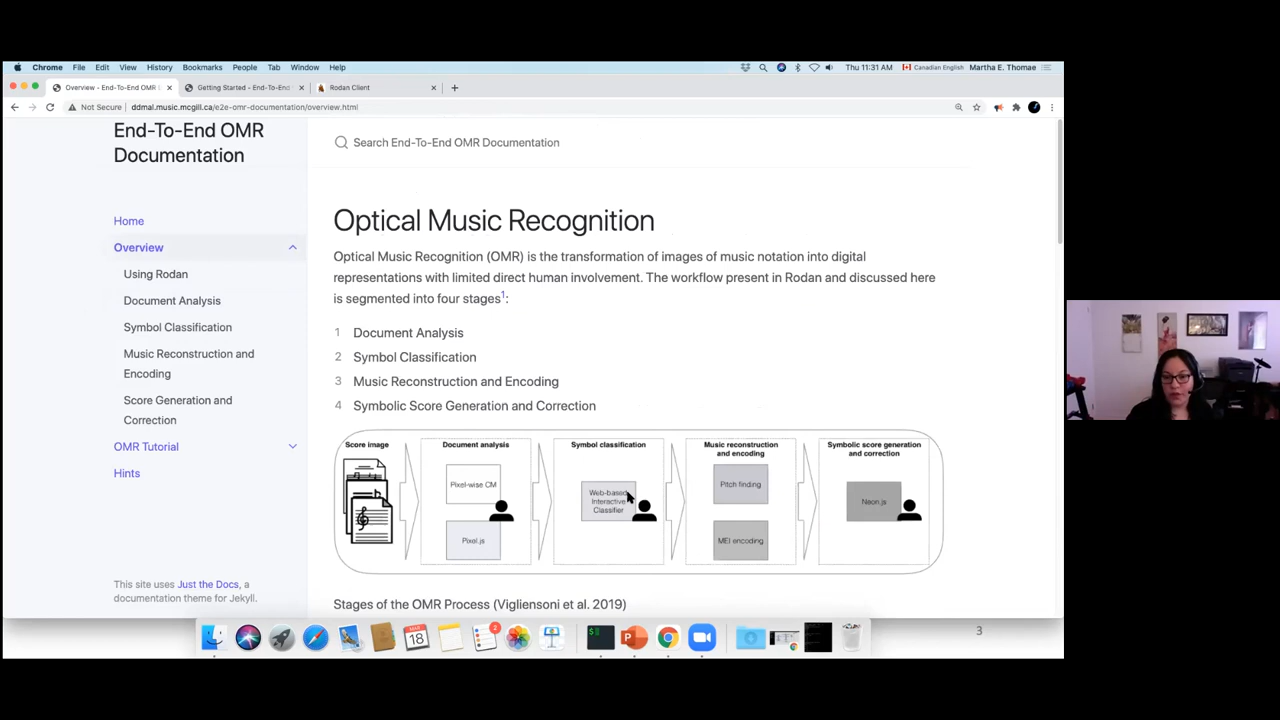 Chrome File Edit View History Bookmarks People Tab Window Help
Thu 11:31 AM Canadian English Martha E. Thomae
Overview - End-To-End OMR
Getting Started - End-To-End
Rodan Client
Not Secure ddmal.music.mcgill.ca/e2e-omr-documentation/overview.html
End-To-End OMR
Documentation
Home
Overview
Using Rodan
Document Analysis
Symbol Classification
Music Reconstruction and
Encoding
Score Generation and
Correction
OMR Tutorial
Hints
This site uses Just the Docs, a
documentation theme for Jekyll.
Search End-To-End OMR Documentation
Optical Music Recognition
Optical Music Recognition (OMR) is the transformation of images of music notation into digital
representations with limited direct human involvement. The workflow present in Rodan and discussed here
is segmented into four stages1:
1 Document Analysis
2 Symbol Classification
3 Music Reconstruction and Encoding
4 Symbolic Score Generation and Correction
Score image
Document analysis
Pixel-wise CM
Pixel.js
Symbol classification
Web-based
Interactive
Classifier
Music reconstruction
and encoding
Pitch finding
MEI encoding
Symbolic score generation
and correction
Neon.js
Stages of the OMR Process (Vigliensoni et al. 2019)
MAR
18
2
3